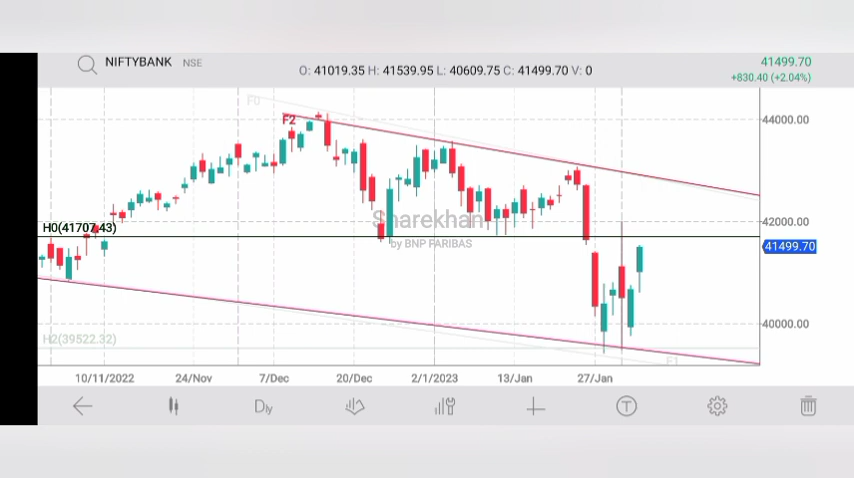 NIFTYBANK NSE
O: 41019.35 H: 41539.95 L: 40609.75 C: 41499.70 V: 0
41499.70
+830.40 (+2.04%)
F0
F2
44000.00
Sharekhan
by BNP PARIBAS
42000.00
H0(41707.43)
41499.70
40000.00
H2(39522.32)
F1
10/11/2022 24/Nov 7/Dec 20/Dec 2/1/2023 13/Jan 27/Jan
Dly
T